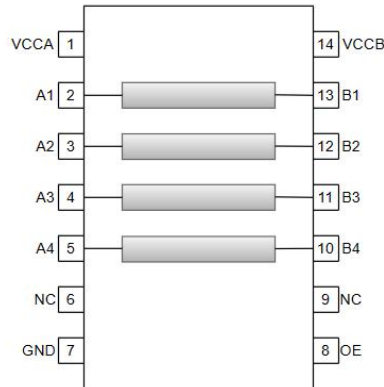 VCCA 1 14 VCCB
A1 2 13 B1
A2 3 12 B2
A3 4 11 B3
A4 5 10 B4
NC 6 9 NC
GND 7 8 OE